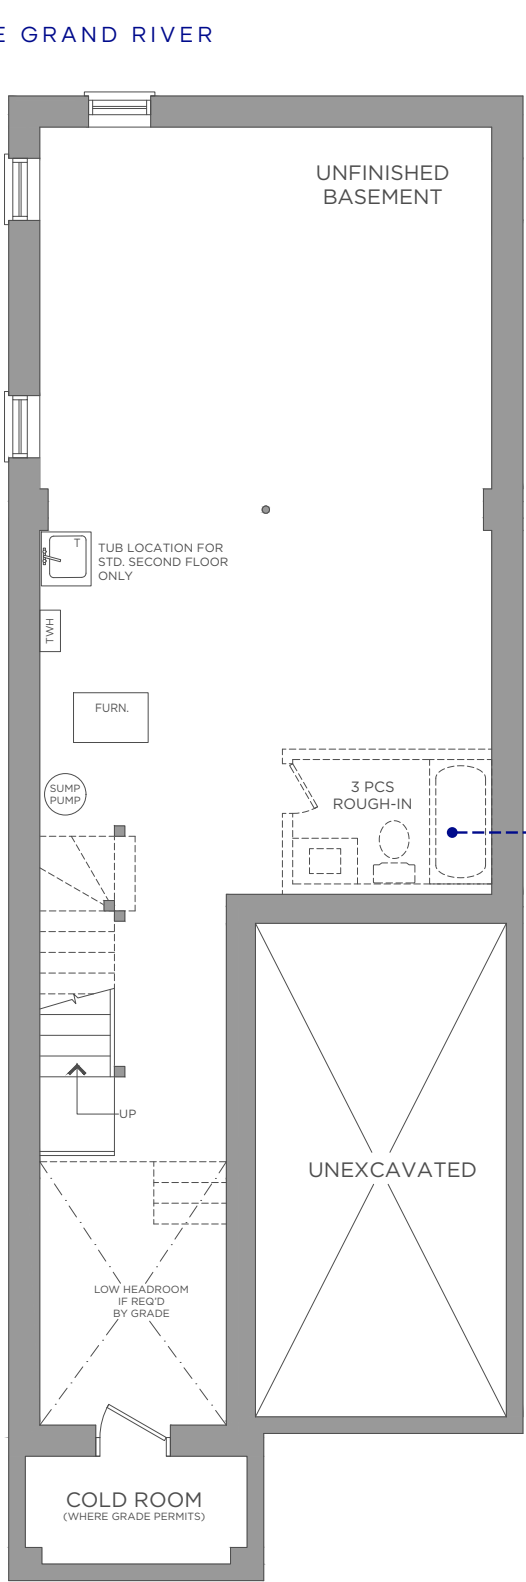 E GRAND RIVER
UNFINISHED
BASEMENT
T
TUB LOCATION FOR
STD. SECOND FLOOR
ONLY
TWH
FURN.
SUMP
PUMP
3 PCS
ROUGH-IN
UP
UNEXCAVATED
LOW HEADROOM
IF REQ'D
BY GRADE
COLD ROOM
(WHERE GRADE PERMITS)